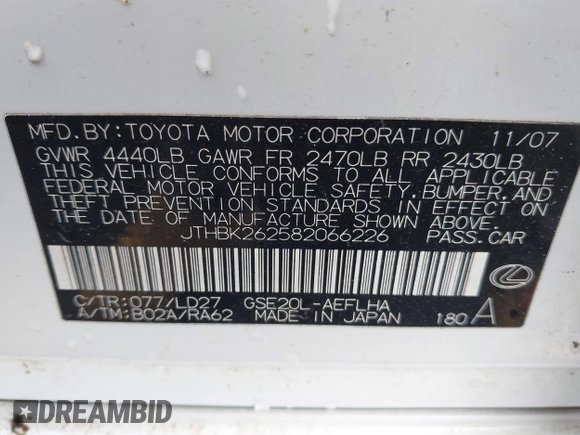 MFD.BY:TOYOTA MOTOR CORPORATION 11/07
GVWR 4440LB GAWR FR 2470LB RR 2430LB
THIS VEHICLE CONFORMS TO ALL APPLICABLE
FEDERAL MOTOR VEHICLE SAFETY, BUMPER, AND
THEFT PREVENTION STANDARDS IN EFFECT ON
THE DATE OF MANUFACTURE SHOWN ABOVE.
JTHBK262582066226 PASS.CAR
C/TR:077/LD27 GSE20L-AEFLHA
A/TM:B02A/RA62 MADE IN JAPAN 180 A
DREAMBID